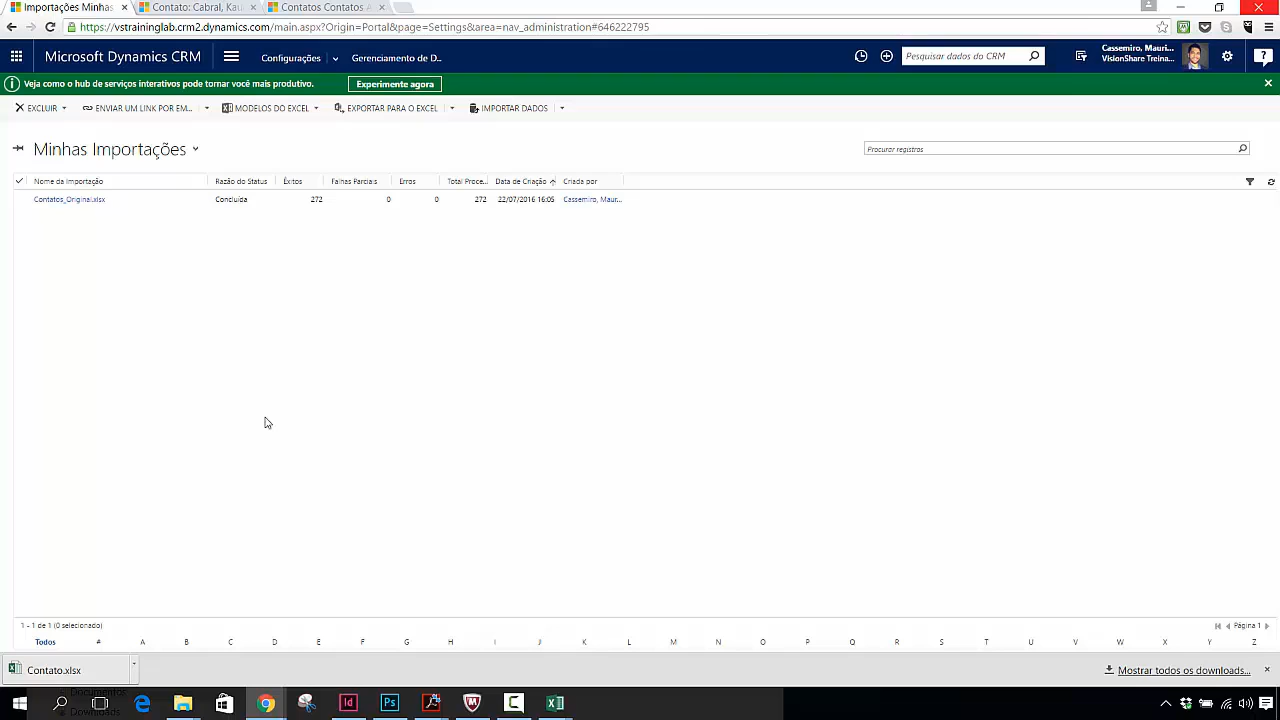 Importações Minhas
Contato: Cabral, Kau
Contatos Contatos A
https://vstraininglab.crm2.dynamics.com/main.aspx?Origin=Portal&page=Settings&area=nav_administration#646222795
Microsoft Dynamics CRM
Configurações
Gerenciamento de D...
Pesquisar dados do CRM
Cassemiro, Mauri...
VisionShare Treina...
Veja como o hub de serviços interativos pode tornar você mais produtivo.
Experimente agora
EXCLUIR
ENVIAR UM LINK POR EM...
MODELOS DO EXCEL
EXPORTAR PARA O EXCEL
IMPORTAR DADOS
Minhas Importações
Procurar registros
Nome da Importação
Razão do Status
Êxitos
Falhas Parciais
Erros
Total Proce...
Data de Criação
Criada por
Contatos_Original.xlsx
Concluída
272
0
0
272
22/07/2016 16:05
Cassemiro, Maur...
1 - 1 de 1 (0 selecionado)
Página 1
Todos # A B C D E F G H I J K L M N O P Q R S T U V W X Y Z
Contato.xlsx
Mostrar todos os downloads...
Documentos
Downloads